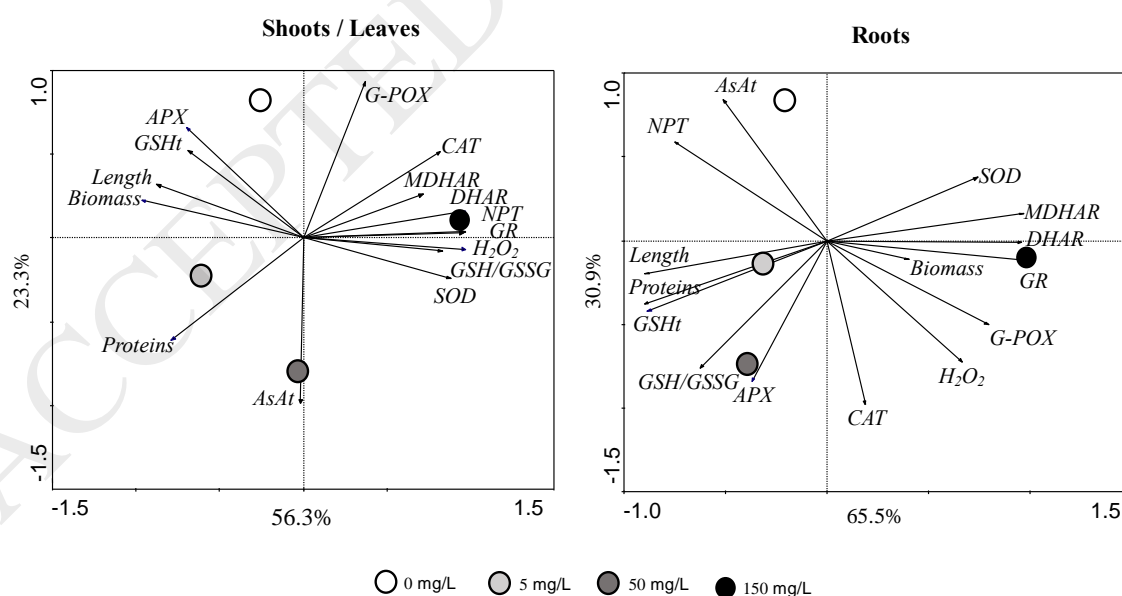 Shoots / Leaves
Roots
1.0
G-POX
APX
GSHt
CAT
Length
MDHAR
Biomass
DHAR
NPT
GR
H2O2
GSH/GSSG
SOD
23.3%
Proteins
AsAt
-1.5
-1.5
56.3%
1.5
1.0
AsAt
NPT
SOD
MDHAR
DHAR
Length
Biomass
GR
Proteins
GSHt
G-POX
H2O2
GSH/GSSG
APX
CAT
30.9%
-1.5
-1.0
65.5%
1.5
0 mg/L 5 mg/L 50 mg/L 150 mg/L
ACCEPTED